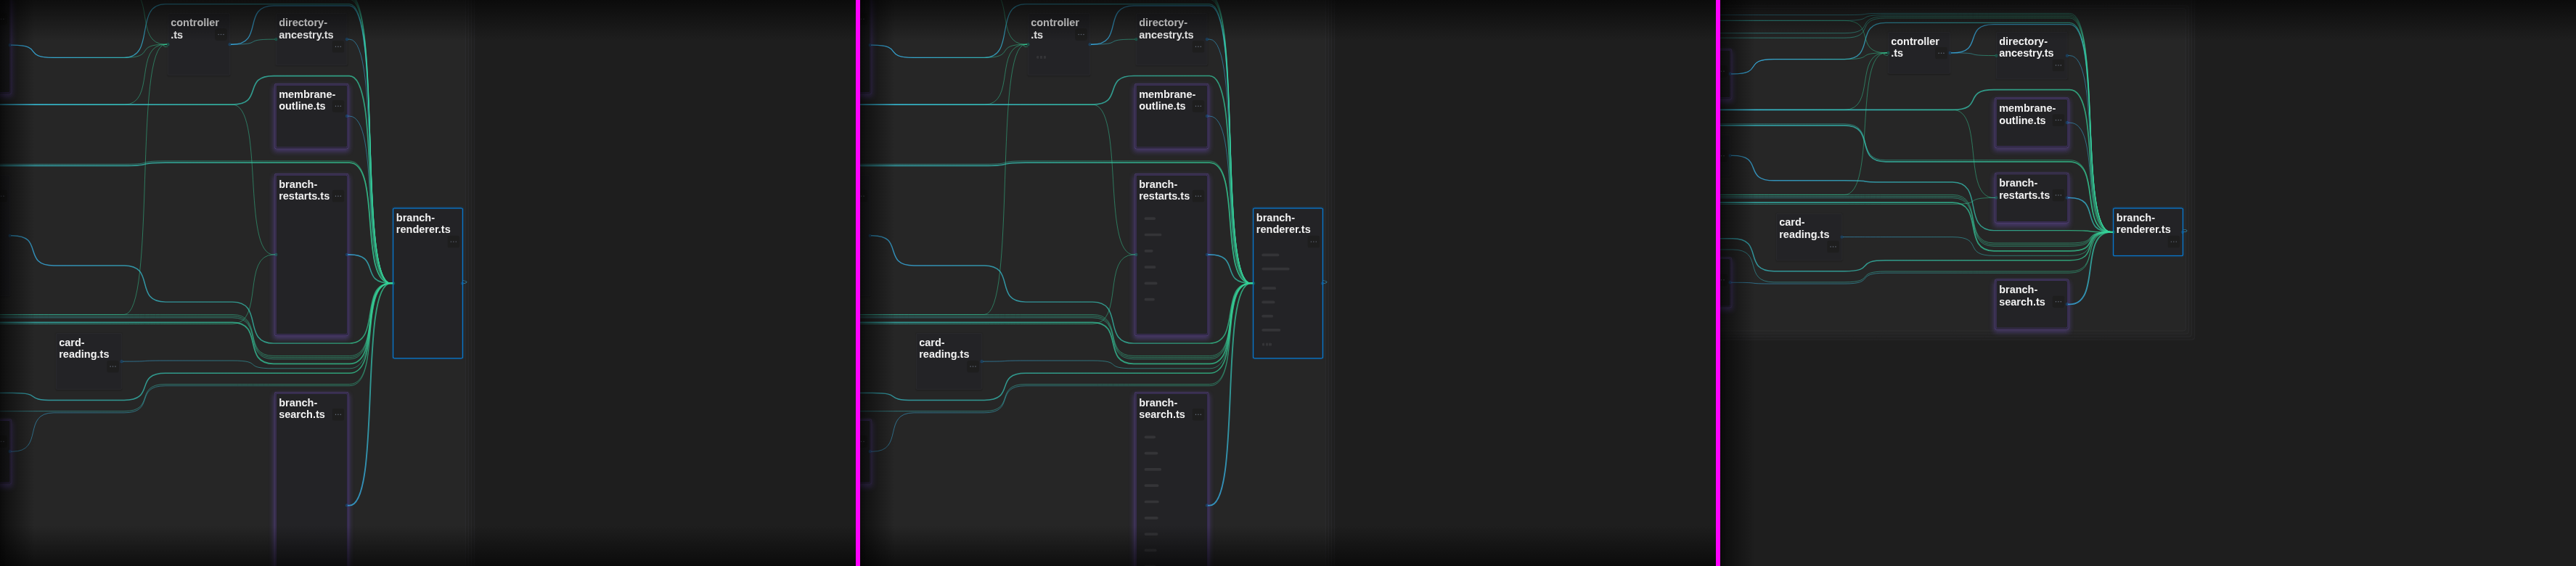 controller
.ts
directory-
ancestry.ts
membrane-
outline.ts
branch-
restarts.ts
branch-
renderer.ts
card-
reading.ts
branch-
search.ts
controller
.ts
directory-
ancestry.ts
membrane-
outline.ts
branch-
restarts.ts
branch-
renderer.ts
card-
reading.ts
branch-
search.ts
controller
.ts
directory-
ancestry.ts
membrane-
outline.ts
branch-
restarts.ts
branch-
renderer.ts
card-
reading.ts
branch-
search.ts